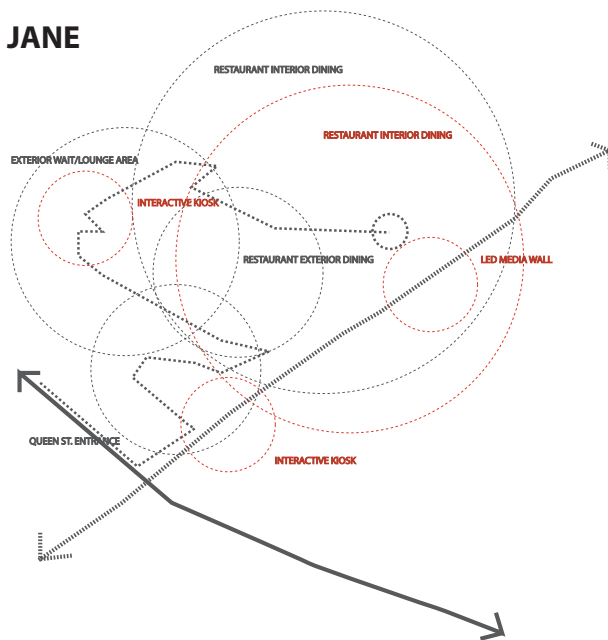 JANE
RESTAURANT INTERIOR DINING
RESTAURANT INTERIOR DINING
EXTERIOR WAIT/LOUNGE AREA
INTERACTIVE KIOSK
RESTAURANT EXTERIOR DINING
LED MEDIA WALL
QUEEN ST. ENTRANCE
INTERACTIVE KIOSK